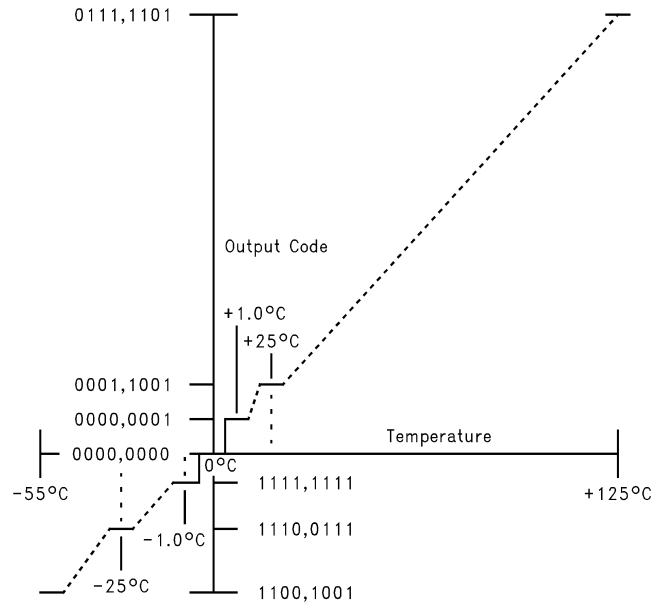 0111,1101
Output Code
+1.0°C
+25°C
0001,1001
0000,0001
Temperature
0000,0000
0°C
-55°C
1111,1111
+125°C
1110,0111
-1.0°C
-25°C
1100,1001